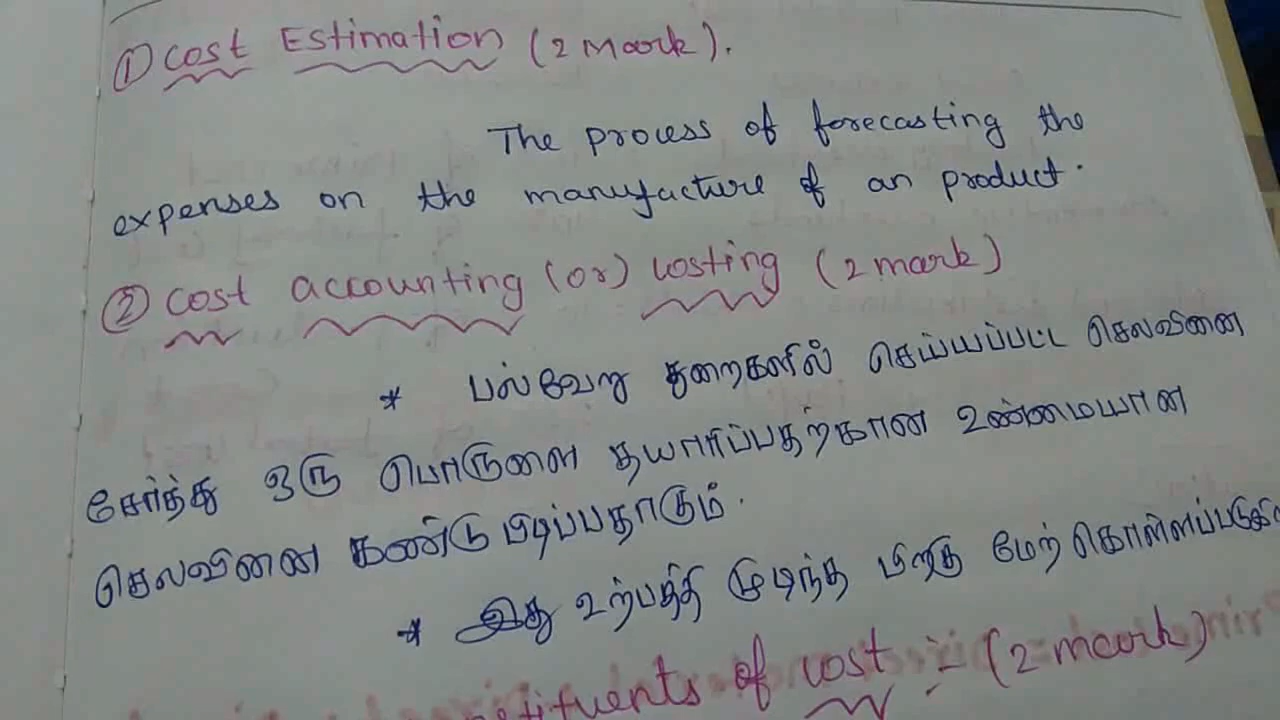 ① Cost Estimation (2 Mark).
The process of forecasting the
expenses on the manufacture of an product.
② Cost accounting (or) Costing (2 mark)
* பல்வேறு துறைகளில் செய்யப்பட்ட செலவினை
சேர்த்து ஒரு பொருளை தயாரிப்பதற்கான உண்மையான
செலவினை கண்டுபிடிப்பதாகும்.
* இது உற்பத்தி முடிந்த பிறகு மேற்கொள்ளப்படுகி
of Cost :- (2 mark)